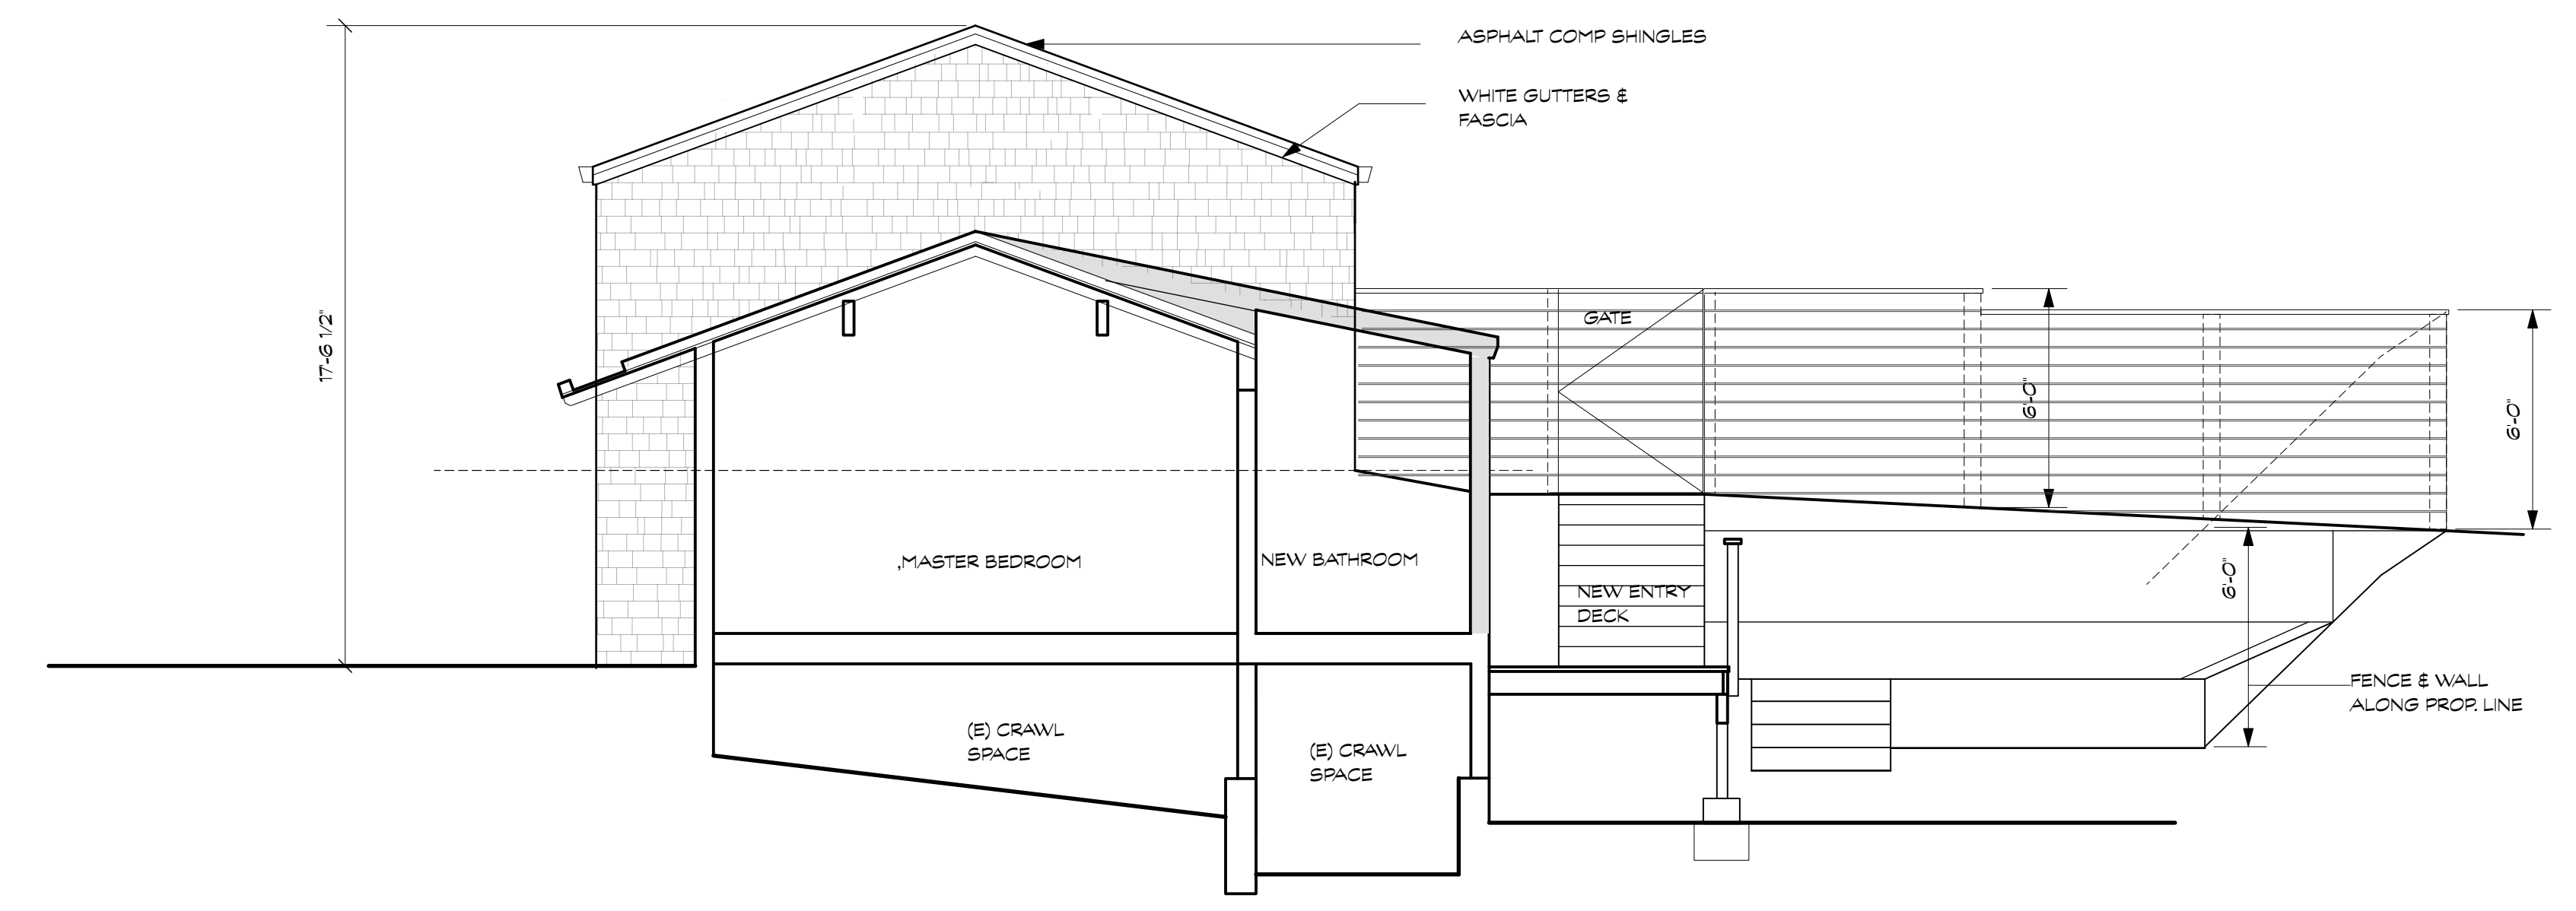 ASPHALT COMP SHINGLES
WHITE GUTTERS &
FASCIA
17'-6 1/2"
GATE
6'-0"
6'-0"
,MASTER BEDROOM
NEW BATHROOM
NEW ENTRY
DECK
6'-0"
FENCE & WALL
ALONG PROP. LINE
(E) CRAWL
SPACE
(E) CRAWL
SPACE